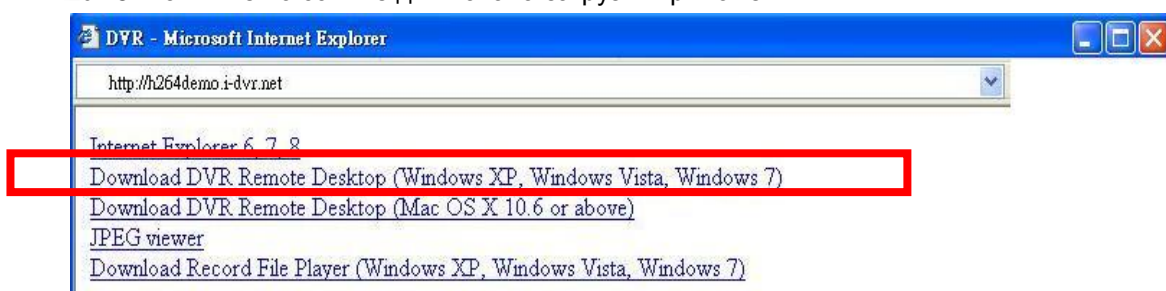 DVR - Microsoft Internet Explorer
http://h264demo.i-dvr.net
Internet Explorer 6, 7, 8
Download DVR Remote Desktop (Windows XP, Windows Vista, Windows 7)
Download DVR Remote Desktop (Mac OS X 10.6 or above)
JPEG viewer
Download Record File Player (Windows XP, Windows Vista, Windows 7)